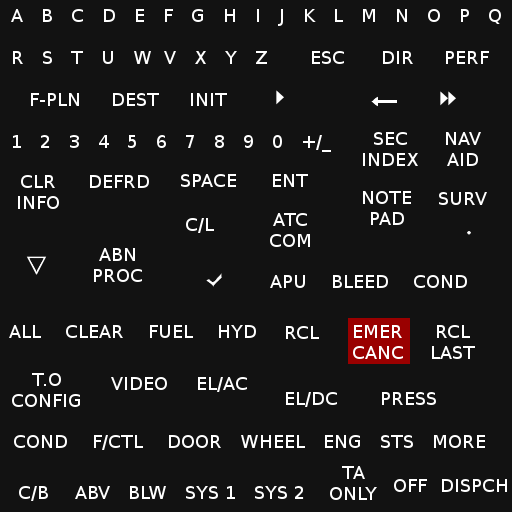 A B C D E F G H I J K L M N O P Q
R S T U W V X Y Z ESC DIR PERF
F-PLN DEST INIT
1 2 3 4 5 6 7 8 9 0 +/_ SEC INDEX NAV AID
CLR INFO DEFRD SPACE ENT NOTE PAD SURV
C/L ATC COM .
ABN PROC APU BLEED COND
ALL CLEAR FUEL HYD RCL EMER CANC RCL LAST
T.O CONFIG VIDEO EL/AC EL/DC PRESS
COND F/CTL DOOR WHEEL ENG STS MORE
C/B ABV BLW SYS 1 SYS 2 TA ONLY OFF DISPCH